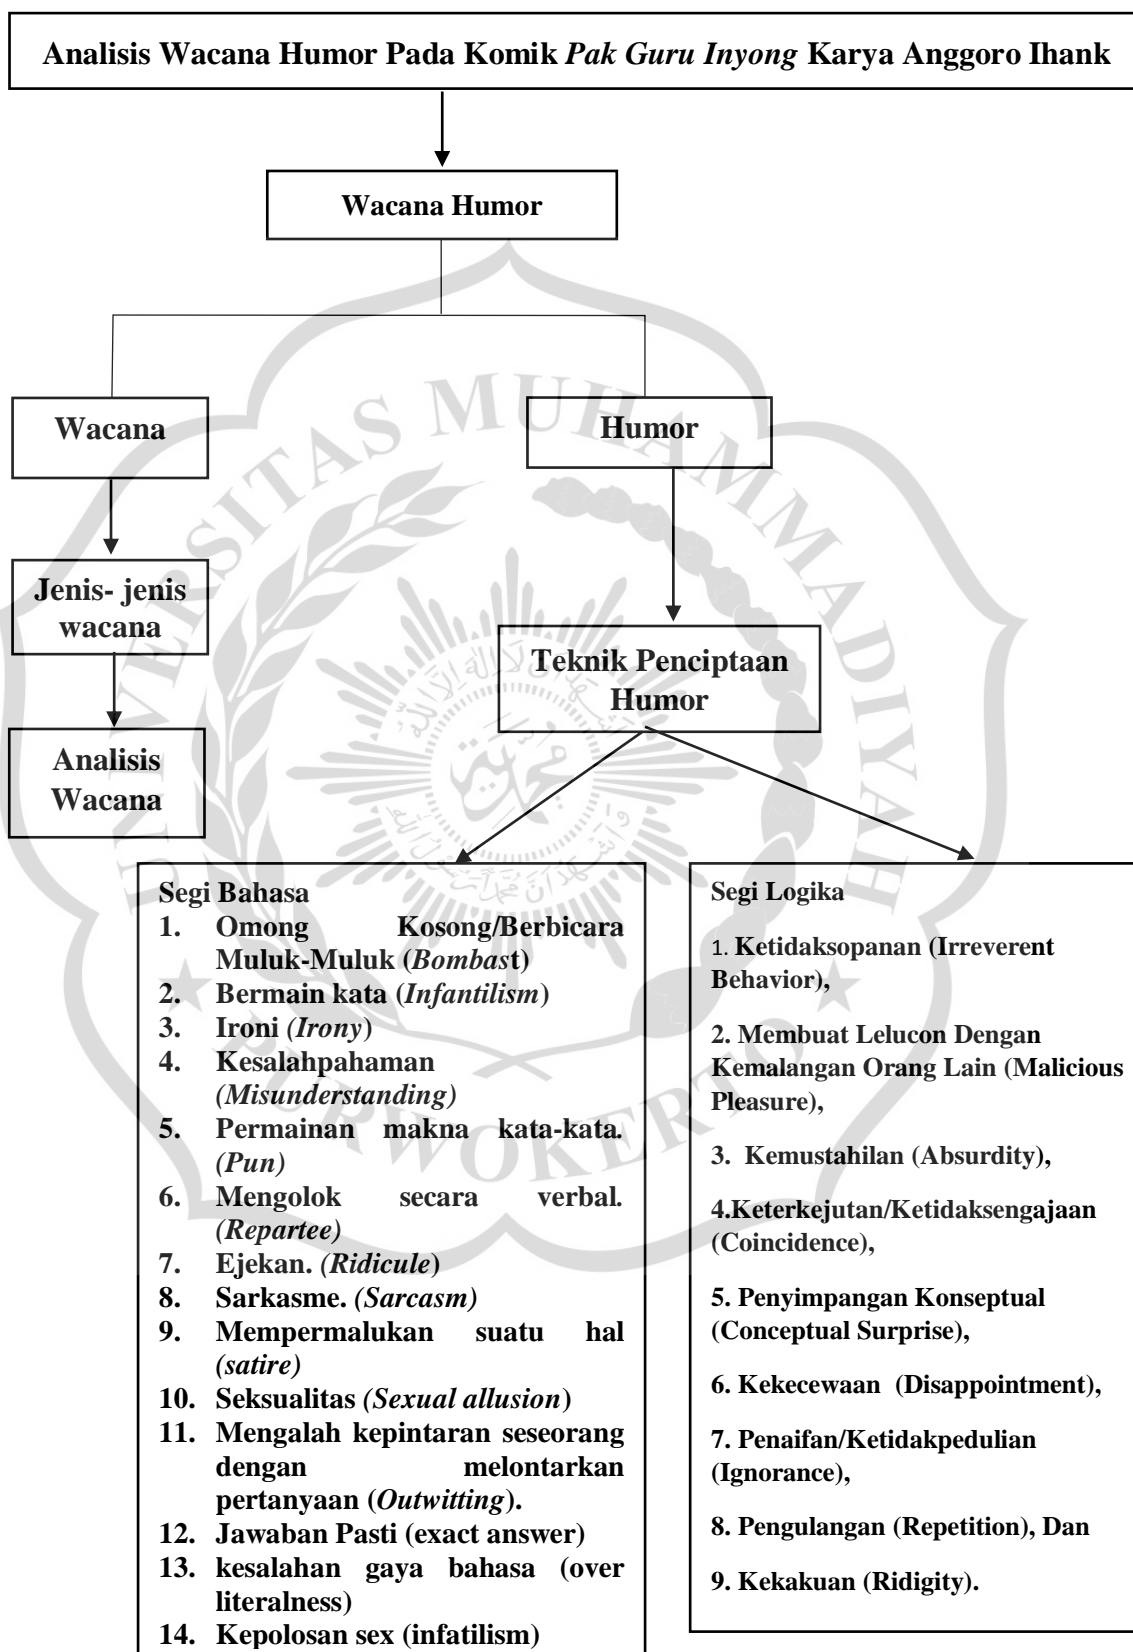 Analisis Wacana Humor Pada Komik Pak Guru Inyong Karya Anggoro Ihank
Wacana Humor
Wacana
Humor
Jenis- jenis
wacana
Teknik Penciptaan
Humor
Analisis
Wacana
Segi Bahasa
1. Omong Kosong/Berbicara
Muluk-Muluk (Bombast)
2. Bermain kata (Infantilism)
3. Ironi (Irony)
4. Kesalahpahaman
(Misunderstanding)
5. Permainan makna kata-kata.
(Pun)
6. Mengolok secara verbal.
(Repartee)
7. Ejekan. (Ridicule)
8. Sarkasme. (Sarcasm)
9. Mempermalukan suatu hal
(satire)
10. Seksualitas (Sexual allusion)
11. Mengalah kepintaran seseorang
dengan melontarkan
pertanyaan (Outwitting).
12. Jawaban Pasti (exact answer)
13. kesalahan gaya bahasa (over
literalness)
14. Kepolosan sex (infatilism)
Segi Logika
1. Ketidaksopanan (Irreverent
Behavior),
2. Membuat Lelucon Dengan
Kemalangan Orang Lain (Malicious
Pleasure),
3. Kemustahilan (Absurdity),
4.Keterkejutan/Ketidaksengajaan
(Coincidence),
5. Penyimpangan Konseptual
(Conceptual Surprise),
6. Kekecewaan (Disappointment),
7. Penaifan/Ketidakpedulian
(Ignorance),
8. Pengulangan (Repetition), Dan
9. Kekakuan (Ridigity).
UNIVERSITAS MUHAMMADIYAH
PURWOKERTO